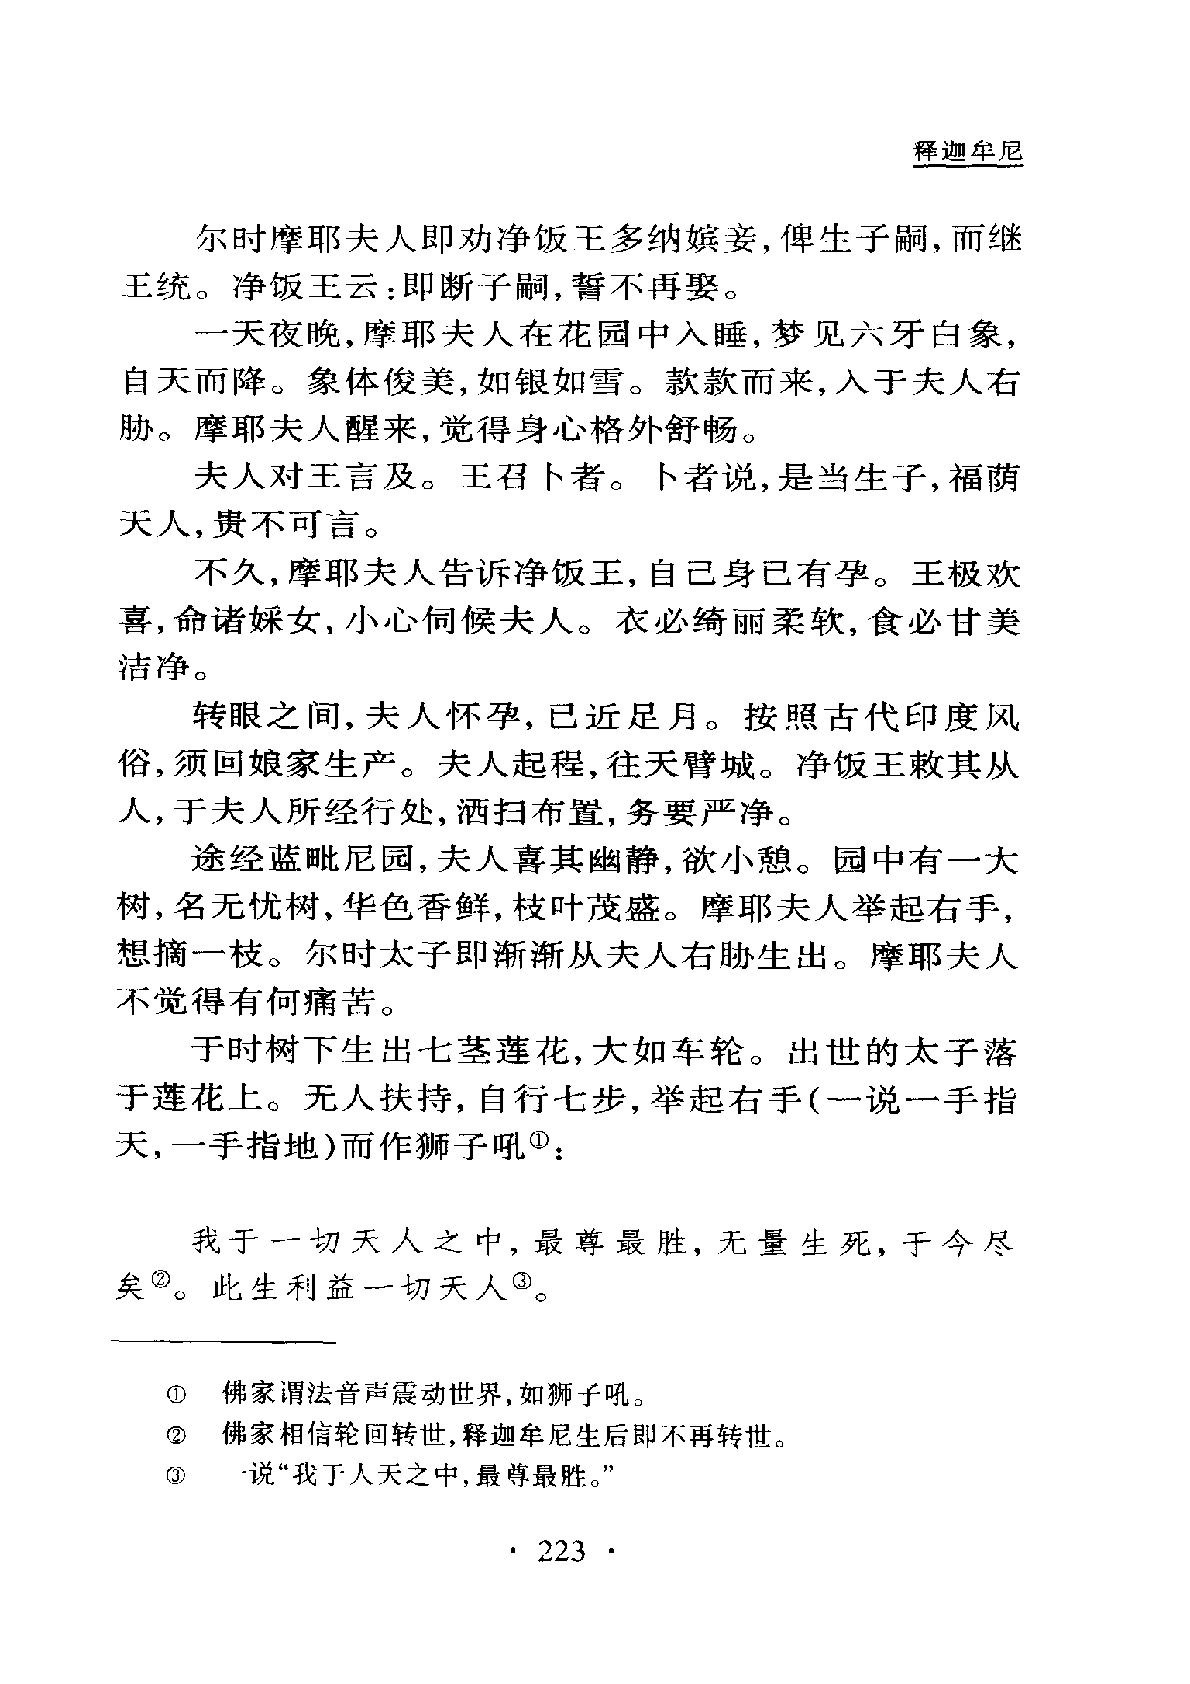 释迦牟尼
尔时摩耶夫人即劝净饭王多纳嫔妾,俾生子嗣,而继
王统。净饭王云:即断子嗣,誓不再娶。
一天夜晚,摩耶夫人在花园中入睡,梦见六牙白象,
自天而降。象体俊美,如银如雪。款款而来,入于夫人右
胁。摩耶夫人醒来,觉得身心格外舒畅。
夫人对王言及。王召卜者。卜者说,是当生子,福荫
天人,贵不可言。
不久,摩耶夫人告诉净饭王,自己身已有孕。王极欢
喜,命诸婇女,小心伺候夫人。衣必绮丽柔软,食必甘美
洁净。
转眼之间,夫人怀孕,已近足月。按照古代印度风
俗,须回娘家生产。夫人起程,往天臂城。净饭王敕其从
人,于夫人所经行处,洒扫布置,务要严净。
途经蓝毗尼园,夫人喜其幽静,欲小憩。园中有一大
树,名无忧树,华色香鲜,枝叶茂盛。摩耶夫人举起右手,
想摘一枝。尔时太子即渐渐从夫人右胁生出。摩耶夫人
不觉得有何痛苦。
于时树下生出七茎莲花,大如车轮。出世的太子落
于莲花上。无人扶持,自行七步,举起右手(一说一手指
天,一手指地)而作狮子吼①:
我于一切天人之中,最尊最胜,无量生死,于今尽
矣②。此生利益一切天人③。
① 佛家谓法音声震动世界,如狮子吼。
② 佛家相信轮回转世,释迦牟尼生后即不再转世。
③ 一说“我于人天之中,最尊最胜。”
· 223 ·